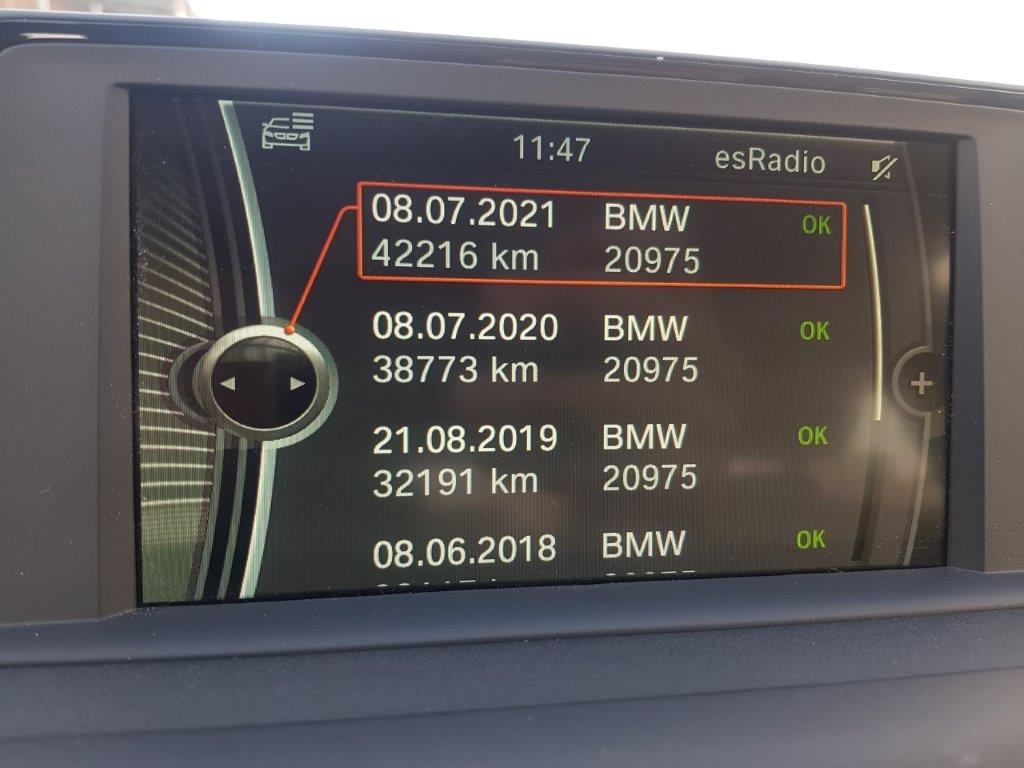 11:47 esRadio
08.07.2021 BMW OK
42216 km 20975
08.07.2020 BMW OK
38773 km 20975
21.08.2019 BMW OK
32191 km 20975
08.06.2018 BMW OK